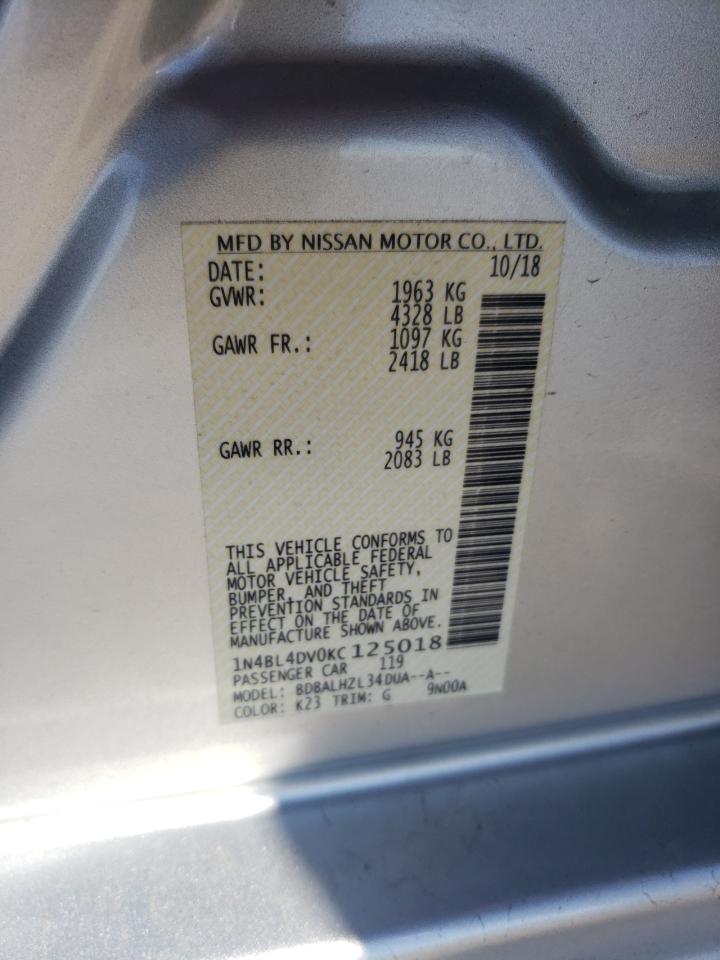 MFD BY NISSAN MOTOR CO., LTD.
DATE: 10/18
GVWR: 1963 KG
4328 LB
GAWR FR.: 1097 KG
2418 LB
GAWR RR.: 945 KG
2083 LB
THIS VEHICLE CONFORMS TO
ALL APPLICABLE FEDERAL
MOTOR VEHICLE SAFETY,
BUMPER, AND THEFT
PREVENTION STANDARDS IN
EFFECT ON THE DATE OF
MANUFACTURE SHOWN ABOVE.
1N4BL4DV0KC125018
PASSENGER CAR 119
MODEL: BDBALHZL34DUA--A--
COLOR: K23 TRIM: G 9N00A